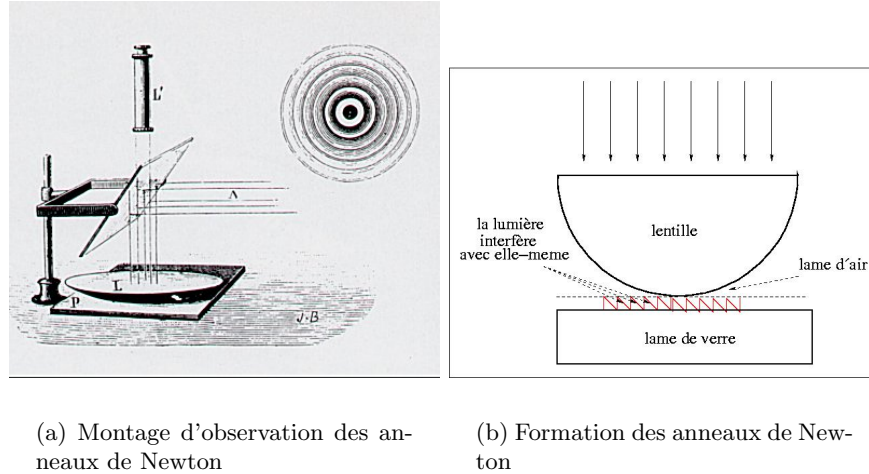 L'
A
L
P
J.B
la lumière
interfère
avec elle-meme
lentille
lame d'air
lame de verre
(a) Montage d'observation des an-
neaux de Newton
(b) Formation des anneaux de New-
ton